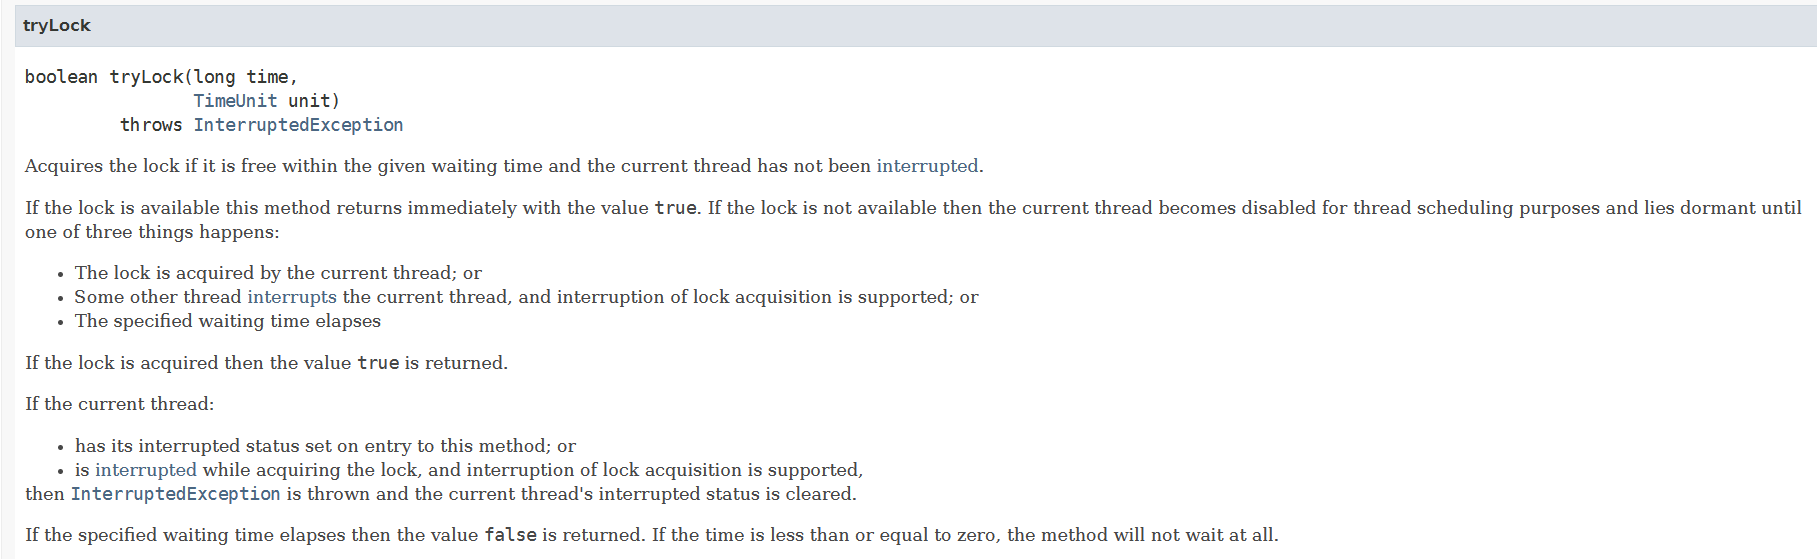 tryLock
boolean tryLock(long time,
TimeUnit unit)
throws InterruptedException
Acquires the lock if it is free within the given waiting time and the current thread has not been interrupted.
If the lock is available this method returns immediately with the value true. If the lock is not available then the current thread becomes disabled for thread scheduling purposes and lies dormant until
one of three things happens:
• The lock is acquired by the current thread; or
• Some other thread interrupts the current thread, and interruption of lock acquisition is supported; or
• The specified waiting time elapses
If the lock is acquired then the value true is returned.
If the current thread:
• has its interrupted status set on entry to this method; or
• is interrupted while acquiring the lock, and interruption of lock acquisition is supported,
then InterruptedException is thrown and the current thread's interrupted status is cleared.
If the specified waiting time elapses then the value false is returned. If the time is less than or equal to zero, the method will not wait at all.